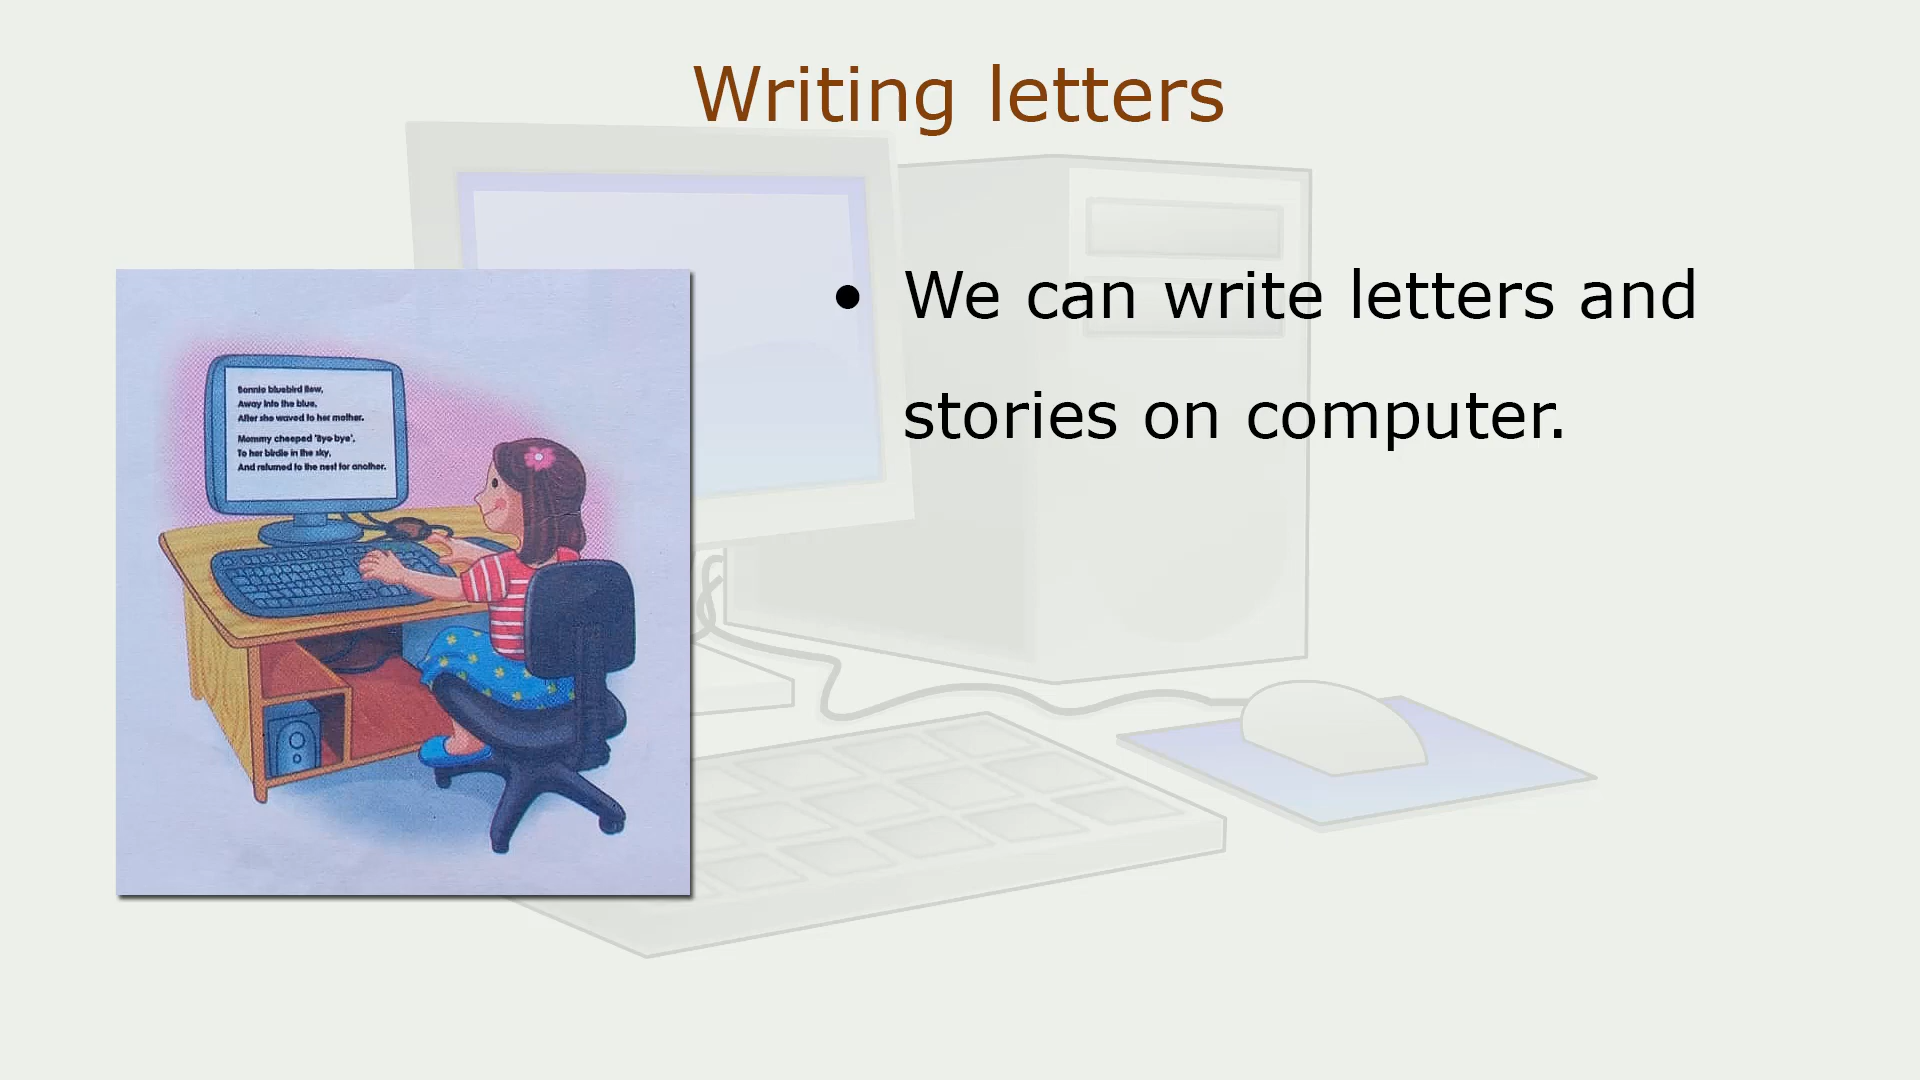 Writing letters
Bonnie bluebird flew,
Away into the blue,
After she waved to her mother.
Mommy cheeped 'Bye bye',
To her birdie in the sky,
And returned to the nest for another.
• We can write letters and
stories on computer.